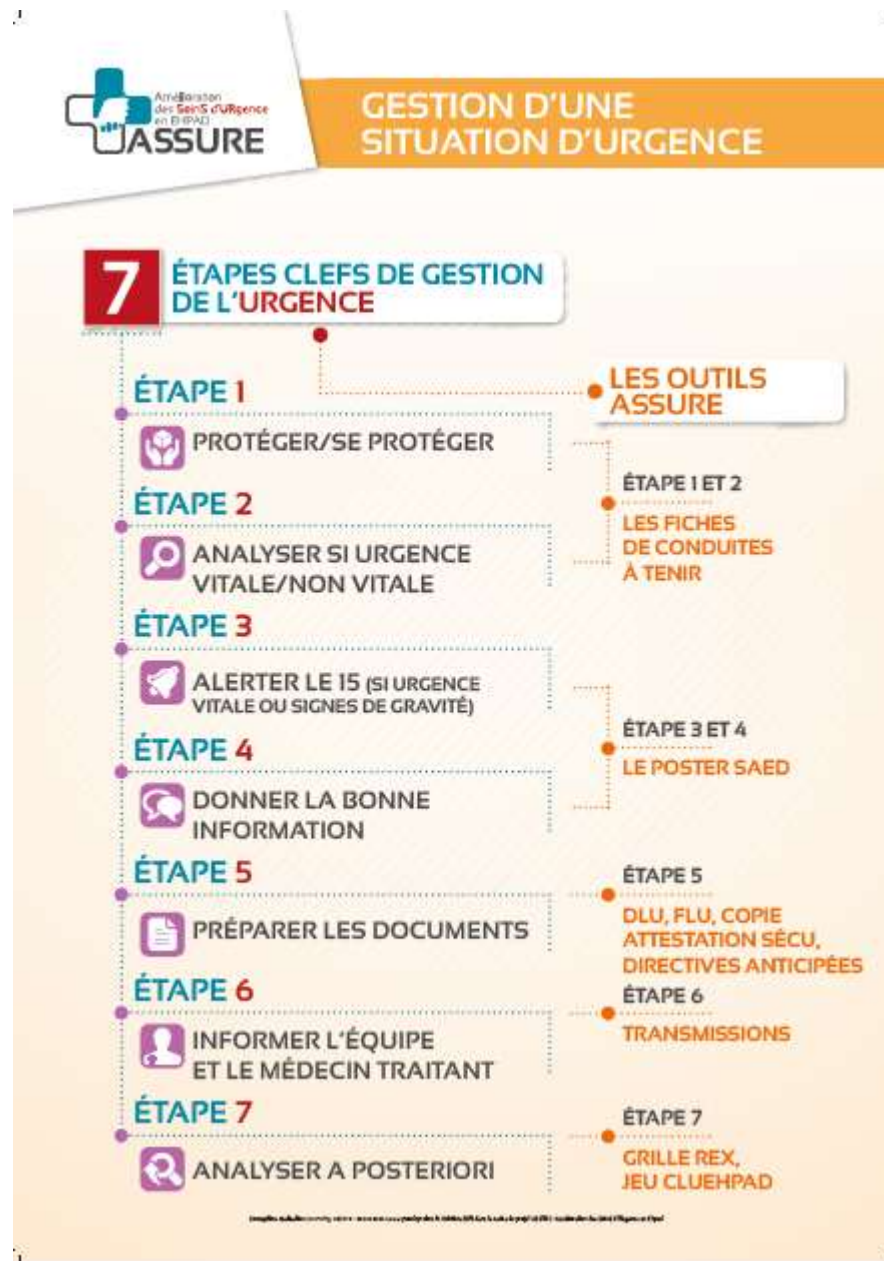 Amélioration
des SoinS d'URgence
en EHPAD
ASSURE
GESTION D'UNE
SITUATION D'URGENCE
7
ÉTAPES CLEFS DE GESTION
DE L'URGENCE
LES OUTILS
ASSURE
ÉTAPE 1
PROTÉGER/SE PROTÉGER
ÉTAPE 2
ANALYSER SI URGENCE
VITALE/NON VITALE
ÉTAPE 1 ET 2
LES FICHES
DE CONDUITES
À TENIR
ÉTAPE 3
ALERTER LE 15 (SI URGENCE
VITALE OU SIGNES DE GRAVITÉ)
ÉTAPE 4
DONNER LA BONNE
INFORMATION
ÉTAPE 3 ET 4
LE POSTER SAED
ÉTAPE 5
PRÉPARER LES DOCUMENTS
ÉTAPE 5
DLU, FLU, COPIE
ATTESTATION SÉCU,
DIRECTIVES ANTICIPÉES
ÉTAPE 6
INFORMER L'ÉQUIPE
ET LE MÉDECIN TRAITANT
ÉTAPE 6
TRANSMISSIONS
ÉTAPE 7
ANALYSER A POSTERIORI
ÉTAPE 7
GRILLE REX,
JEU CLUEHPAD